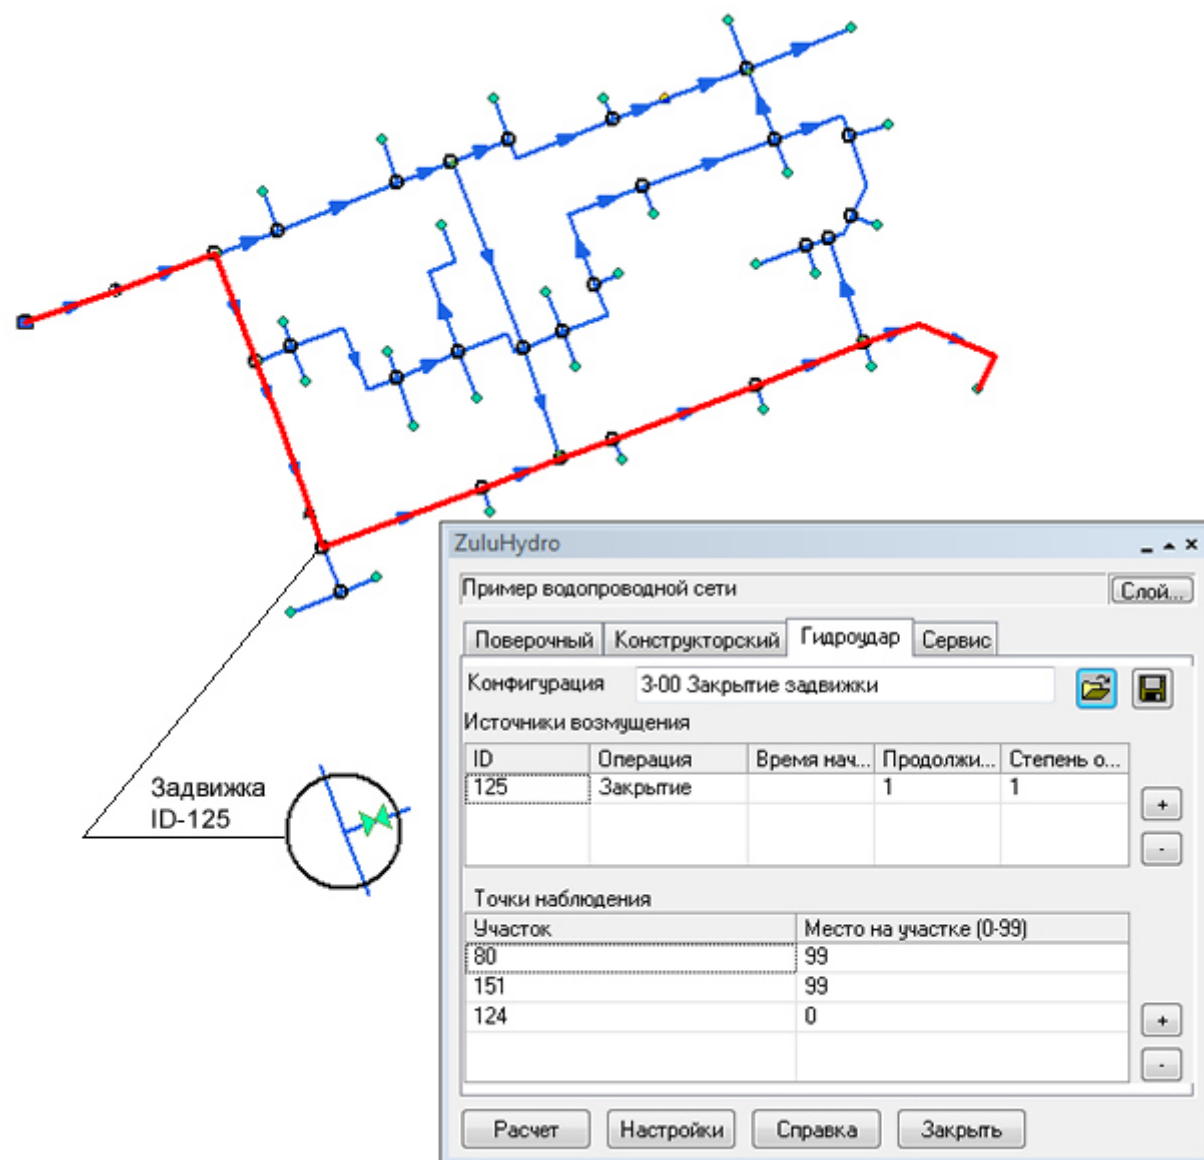 ZuluHydro
Пример водопроводной сети
Слой...
Поверочный Конструкторский Гидроудар Сервис
Конфигурация 3-00 Закрытие задвижки
Источники возмущения
ID Операция Время нач... Продолжи... Степень о...
125 Закрытие 1 1
+
-
Задвижка
ID-125
Точки наблюдения
Участок Место на участке (0-99)
80 99
151 99
124 0
+
-
Расчет Настройки Справка Закрыть